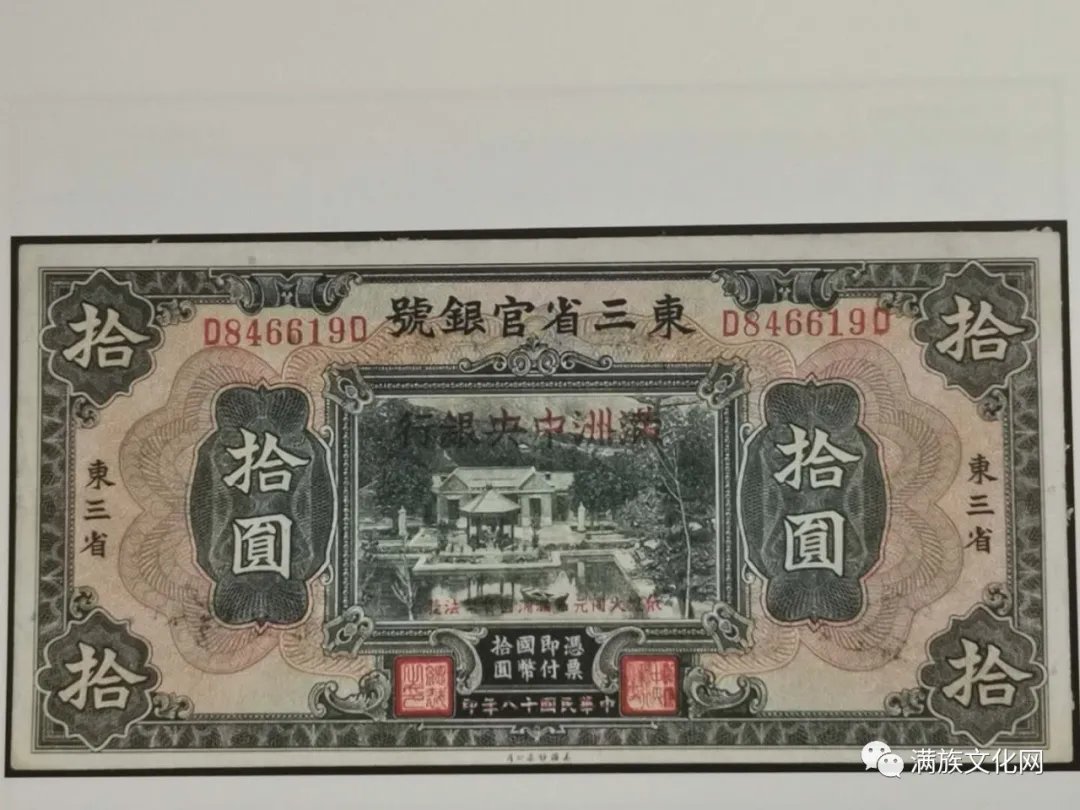 東三省官銀號
D846619D
D846619D
拾
拾
滿洲中央銀行
拾圓
拾圓
東三省
東三省
憑票
即付
國幣
拾圓
中華民國十八年印
拾
拾
满族文化网